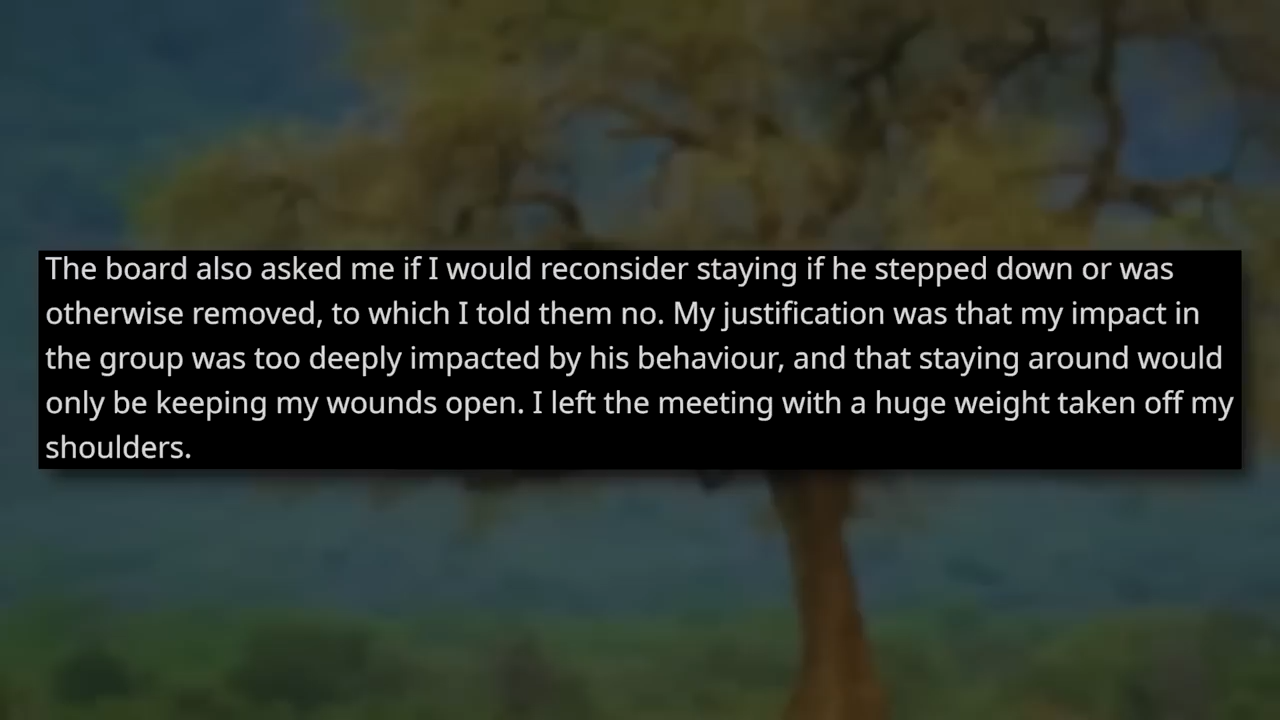 The board also asked me if I would reconsider staying if he stepped down or was
otherwise removed, to which I told them no. My justification was that my impact in
the group was too deeply impacted by his behaviour, and that staying around would
only be keeping my wounds open. I left the meeting with a huge weight taken off my
shoulders.